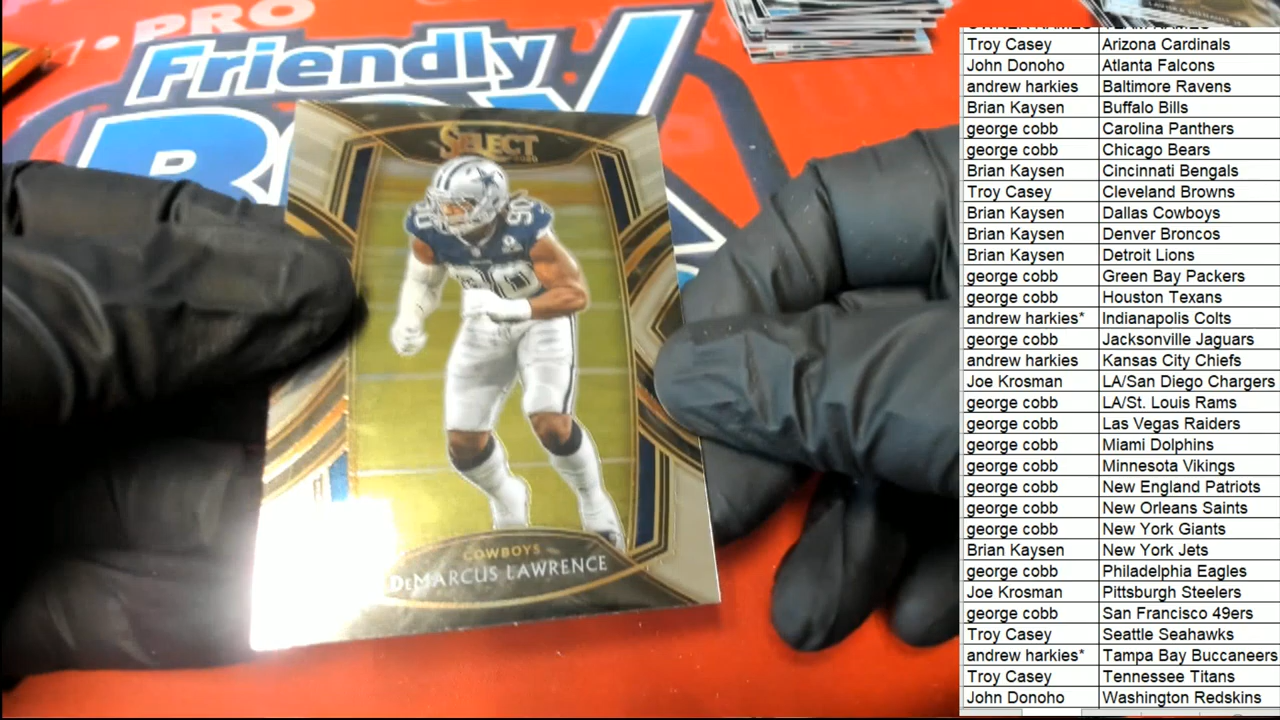 PRO
Friendly
SELECT
2020
90
COWBOYS
DEMARCUS LAWRENCE
Troy Casey Arizona Cardinals
John Donoho Atlanta Falcons
andrew harkies Baltimore Ravens
Brian Kaysen Buffalo Bills
george cobb Carolina Panthers
george cobb Chicago Bears
Brian Kaysen Cincinnati Bengals
Troy Casey Cleveland Browns
Brian Kaysen Dallas Cowboys
Brian Kaysen Denver Broncos
Brian Kaysen Detroit Lions
george cobb Green Bay Packers
george cobb Houston Texans
andrew harkies* Indianapolis Colts
george cobb Jacksonville Jaguars
andrew harkies Kansas City Chiefs
Joe Krosman LA/San Diego Chargers
george cobb LA/St. Louis Rams
george cobb Las Vegas Raiders
george cobb Miami Dolphins
george cobb Minnesota Vikings
george cobb New England Patriots
george cobb New Orleans Saints
george cobb New York Giants
Brian Kaysen New York Jets
george cobb Philadelphia Eagles
Joe Krosman Pittsburgh Steelers
george cobb San Francisco 49ers
Troy Casey Seattle Seahawks
andrew harkies* Tampa Bay Buccaneers
Troy Casey Tennessee Titans
John Donoho Washington Redskins